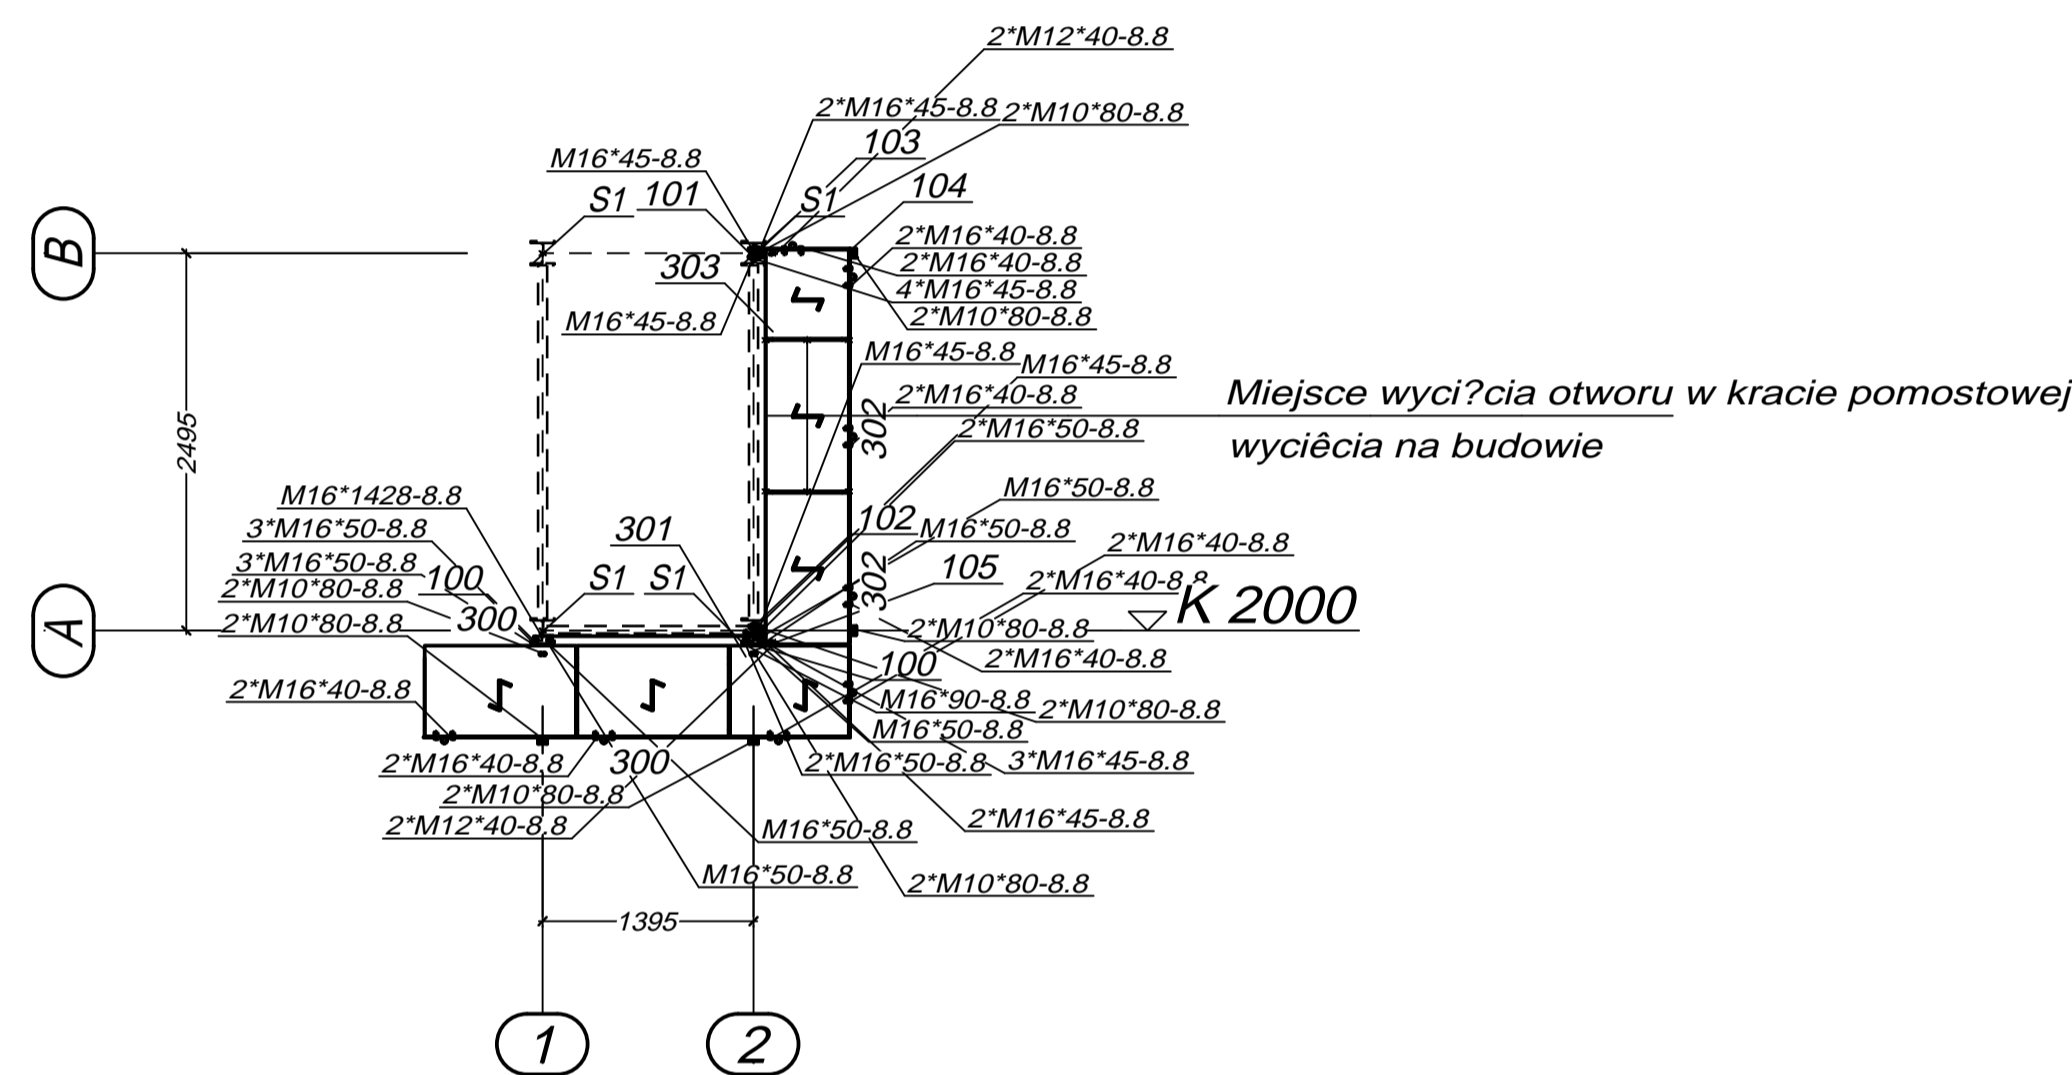 2*M12*40-8.8
2*M16*45-8.8
2*M10*80-8.8
103
M16*45-8.8
S1
101
S1
104
B
2*M16*40-8.8
2*M16*40-8.8
303
4*M16*45-8.8
M16*45-8.8
2*M10*80-8.8
M16*45-8.8
M16*45-8.8
2*M16*40-8.8
Miejsce wyci?cia otworu w kracie pomostowej
302
2*M16*50-8.8
wyciêcia na budowie
2495
M16*1428-8.8
M16*50-8.8
3*M16*50-8.8
301
102
M16*50-8.8
2*M16*40-8.8
3*M16*50-8.8
100
S1
S1
302
105
2*M16*40-8.8
2*M10*80-8.8
300
K 2000
A
2*M10*80-8.8
2*M10*80-8.8
100
2*M16*40-8.8
2*M16*40-8.8
M16*90-8.8
2*M10*80-8.8
M16*50-8.8
2*M16*40-8.8
300
2*M16*50-8.8
3*M16*45-8.8
2*M10*80-8.8
2*M12*40-8.8
M16*50-8.8
2*M16*45-8.8
M16*50-8.8
2*M10*80-8.8
1395
1
2